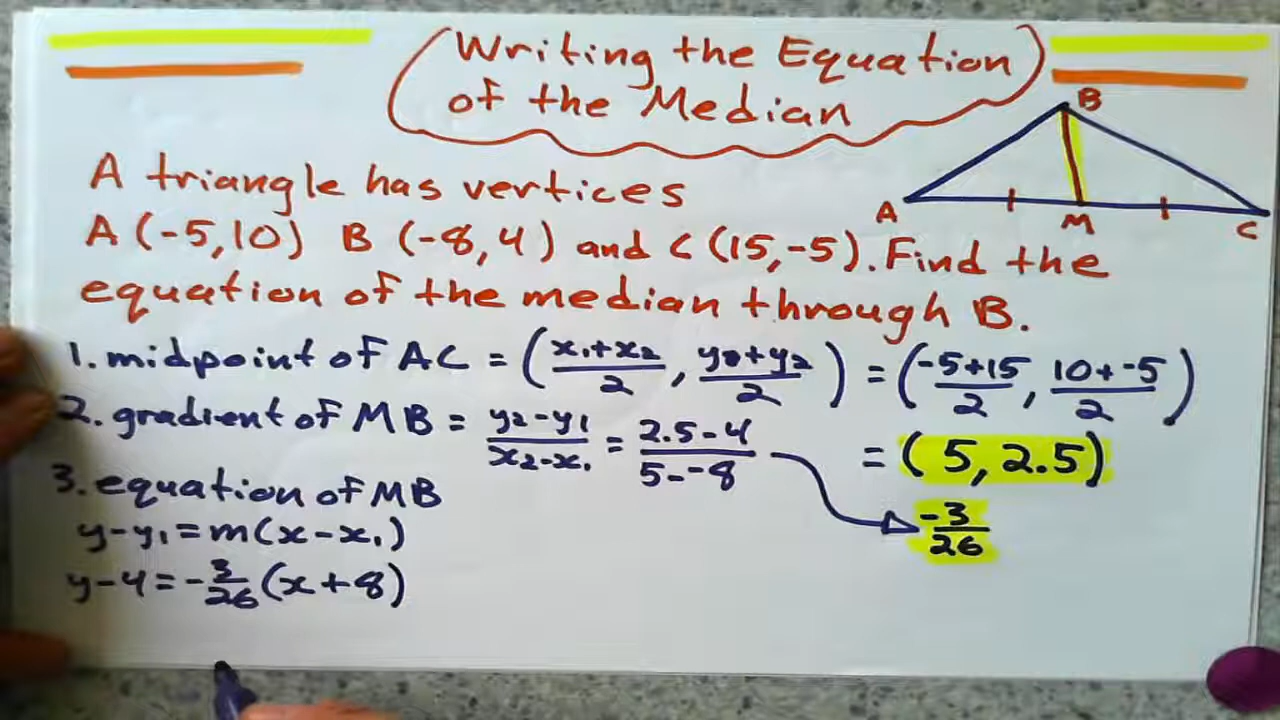 Writing the Equation
of the Median
B
A
M
C
A triangle has vertices
A (-5,10) B (-8,4) and C (15,-5). Find the
equation of the median through B.
1. midpoint of AC = (x₁+x₂/2, y₂+y₂/2) = (-5+15/2, 10+-5/2)
= (5, 2.5)
2. gradient of MB = y₂-y₁/x₂-x₁ = 2.5-4/5--8
-3/26
3. equation of MB
y-y₁=m(x-x₁)
y-4=-3/26(x+8)